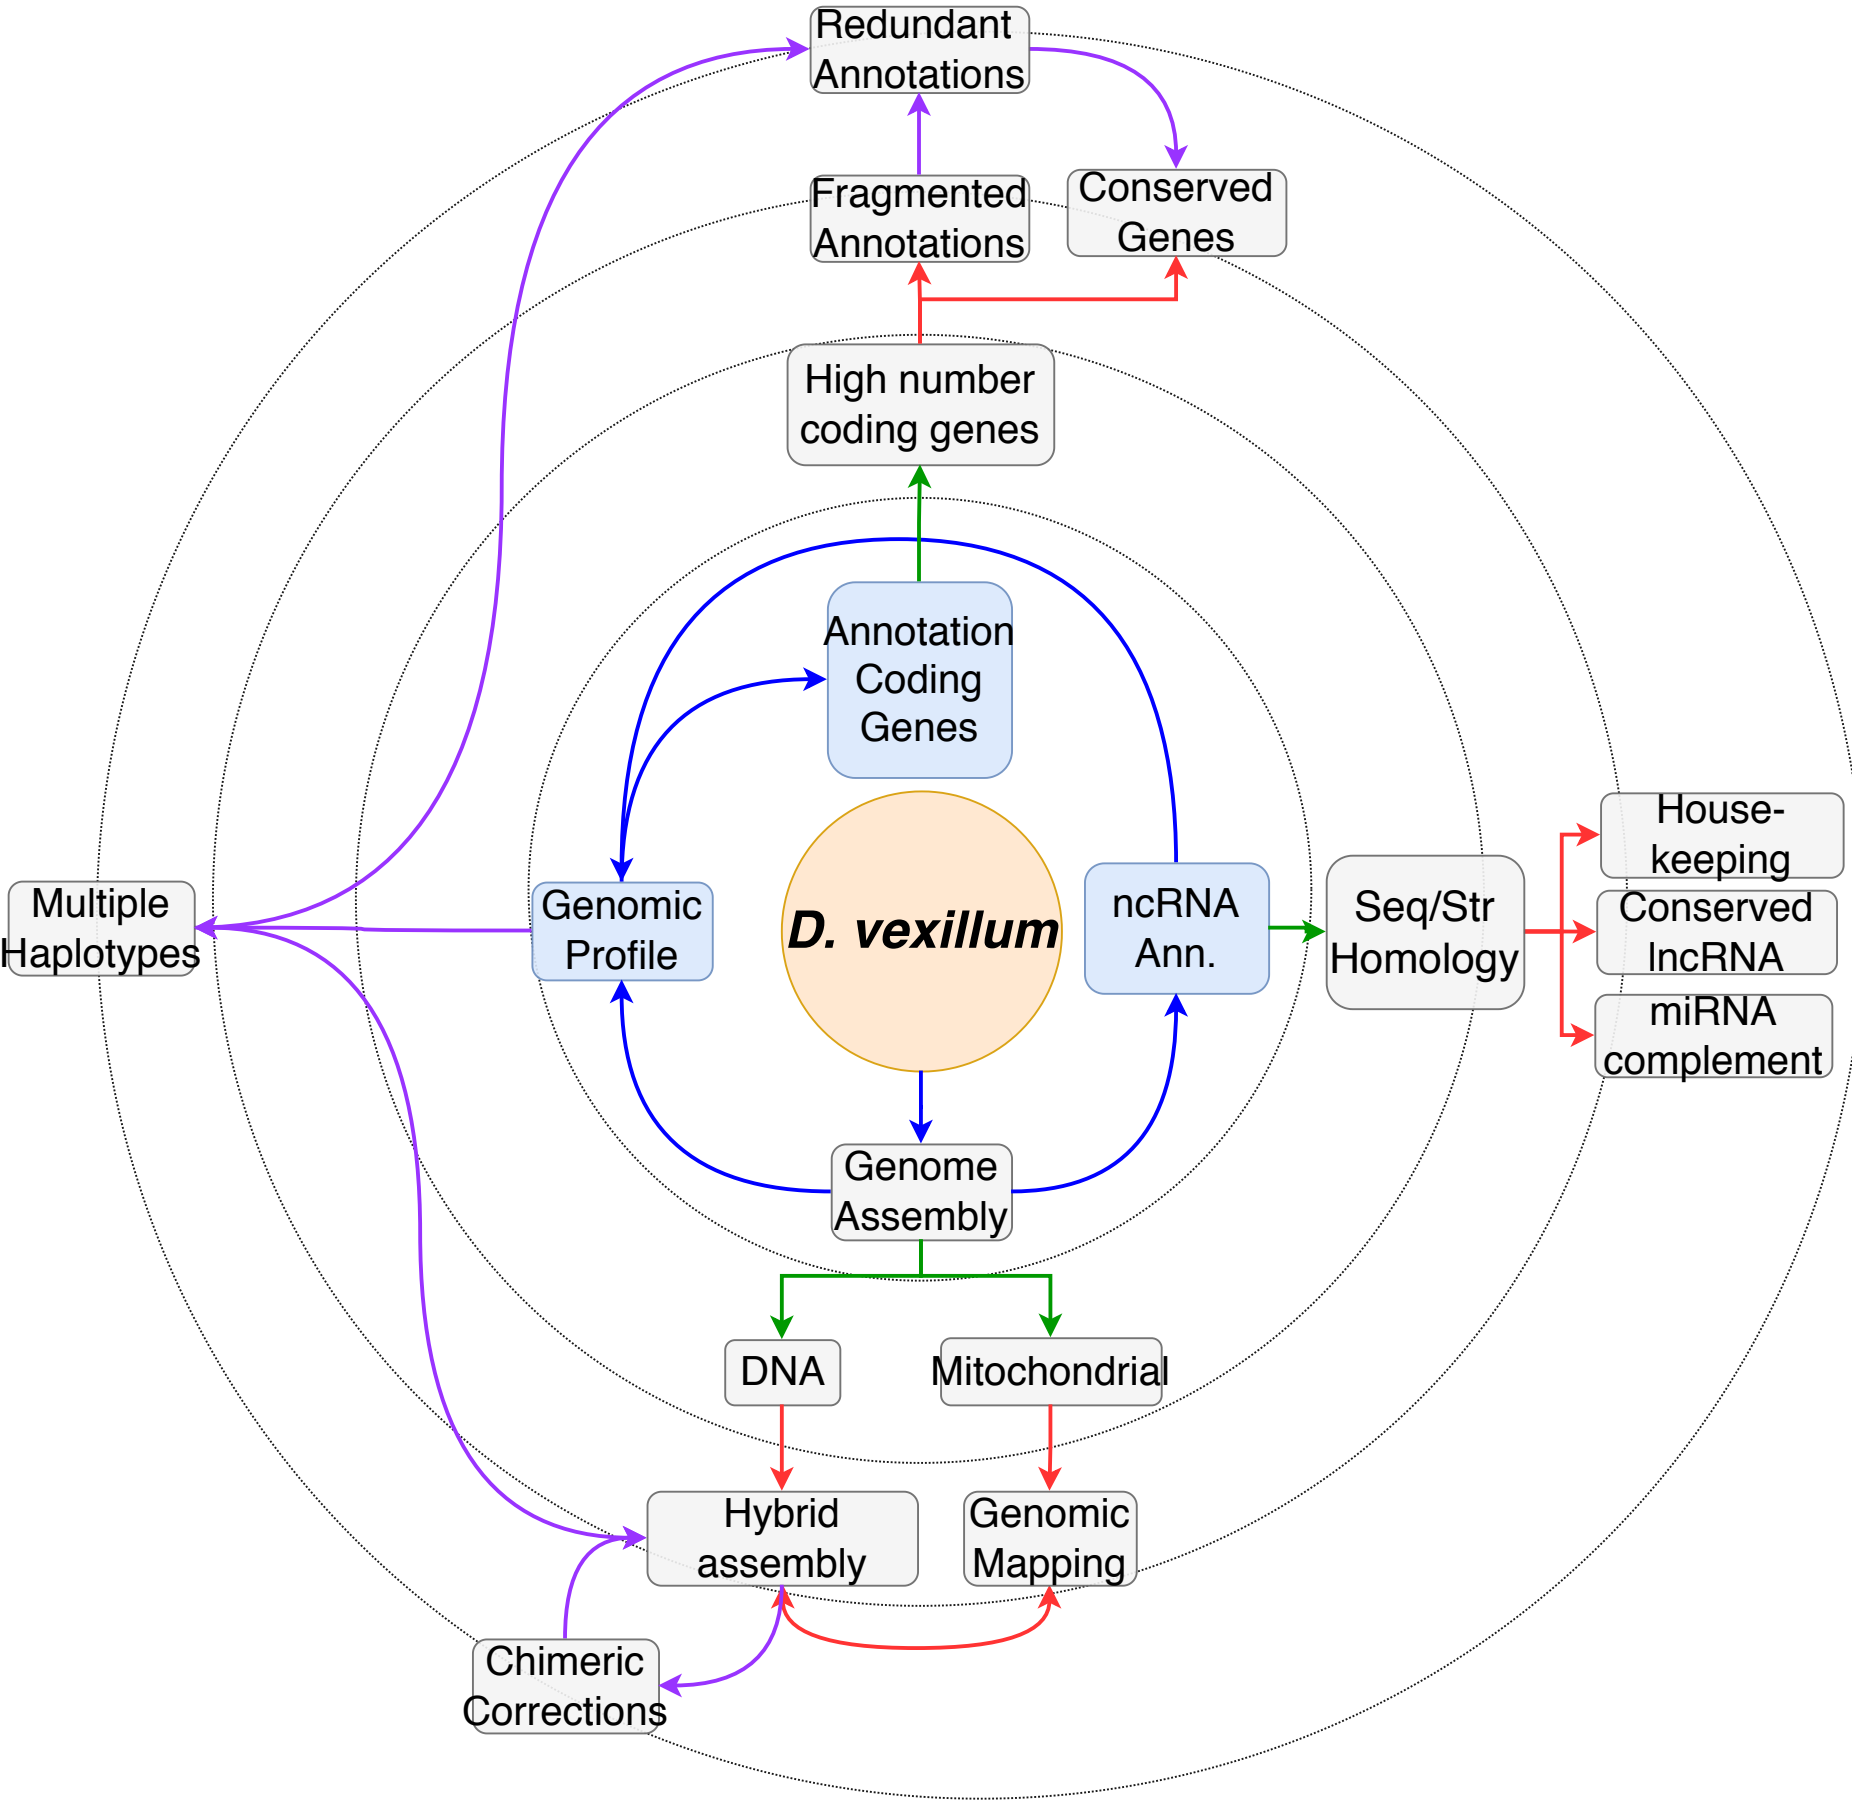 Redundant
Annotations
Fragmented
Annotations
Conserved
Genes
High number
coding genes
Annotation
Coding
Genes
House-
keeping
Multiple
Haplotypes
Genomic
Profile
D. vexillum
ncRNA
Ann.
Seq/Str
Homology
Conserved
lncRNA
miRNA
complement
Genome
Assembly
DNA
Mitochondrial
Hybrid
assembly
Genomic
Mapping
Chimeric
Corrections